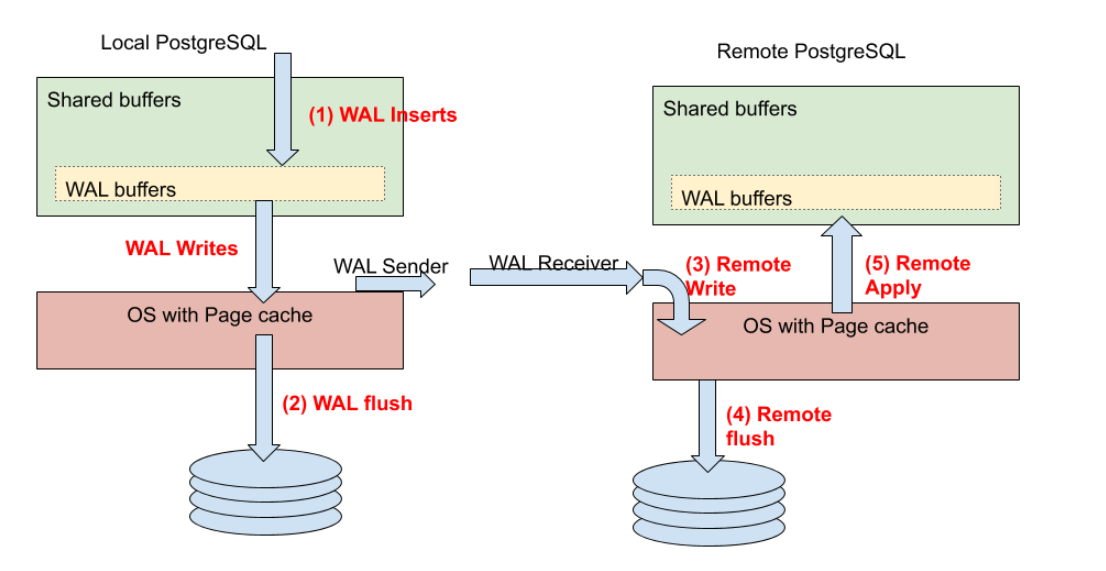 Local PostgreSQL
Shared buffers
(1) WAL Inserts
WAL buffers
WAL Writes
WAL Sender
OS with Page cache
(2) WAL flush
WAL Receiver
Remote PostgreSQL
Shared buffers
WAL buffers
(3) Remote
Write
(5) Remote
Apply
OS with Page cache
(4) Remote
flush